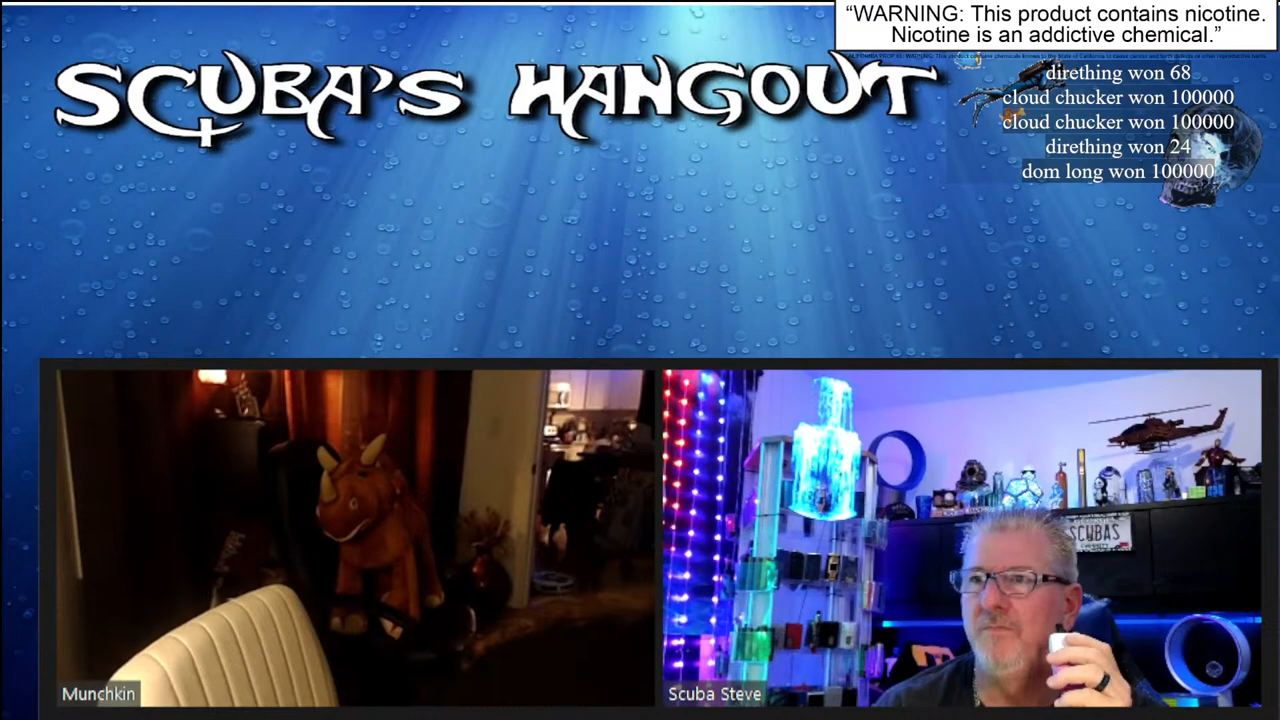 "WARNING: This product contains nicotine.
Nicotine is an addictive chemical."
SCUBA'S HANGOUT
dirething won 68
cloud chucker won 100000
cloud chucker won 100000
dirething won 24
dom long won 100000
SCUBAS
Munchkin
Scuba Steve